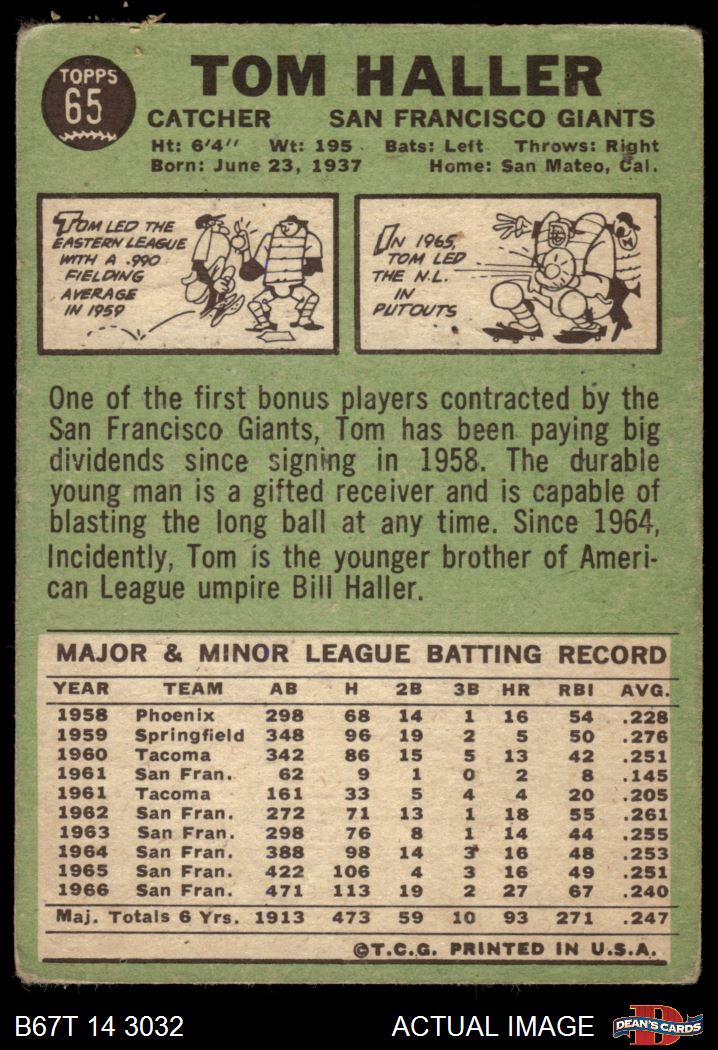 TOPPS
65
TOM HALLER
CATCHER SAN FRANCISCO GIANTS
Ht: 6'4" Wt: 195 Bats: Left Throws: Right
Born: June 23, 1937 Home: San Mateo, Cal.
TOM LED THE
EASTERN LEAGUE
WITH A .990
FIELDING
AVERAGE
IN 1959
IN 1965,
TOM LED
THE N.L.
IN
PUTOUTS
One of the first bonus players contracted by the
San Francisco Giants, Tom has been paying big
dividends since signing in 1958. The durable
young man is a gifted receiver and is capable of
blasting the long ball at any time. Since 1964,
Incidently, Tom is the younger brother of Ameri-
can League umpire Bill Haller.
MAJOR & MINOR LEAGUE BATTING RECORD
YEAR TEAM AB H 2B 3B HR RBI AVG.
1958 Phoenix 298 68 14 1 16 54 .228
1959 Springfield 348 96 19 2 5 50 .276
1960 Tacoma 342 86 15 5 13 42 .251
1961 San Fran. 62 9 1 0 2 8 .145
1961 Tacoma 161 33 5 4 4 20 .205
1962 San Fran. 272 71 13 1 18 55 .261
1963 San Fran. 298 76 8 1 14 44 .255
1964 San Fran. 388 98 14 3 16 48 .253
1965 San Fran. 422 106 4 3 16 49 .251
1966 San Fran. 471 113 19 2 27 67 .240
Maj. Totals 6 Yrs. 1913 473 59 10 93 271 .247
©T.C.G. PRINTED IN U.S.A.
B67T 14 3032 ACTUAL IMAGE DEAN'S CARDS